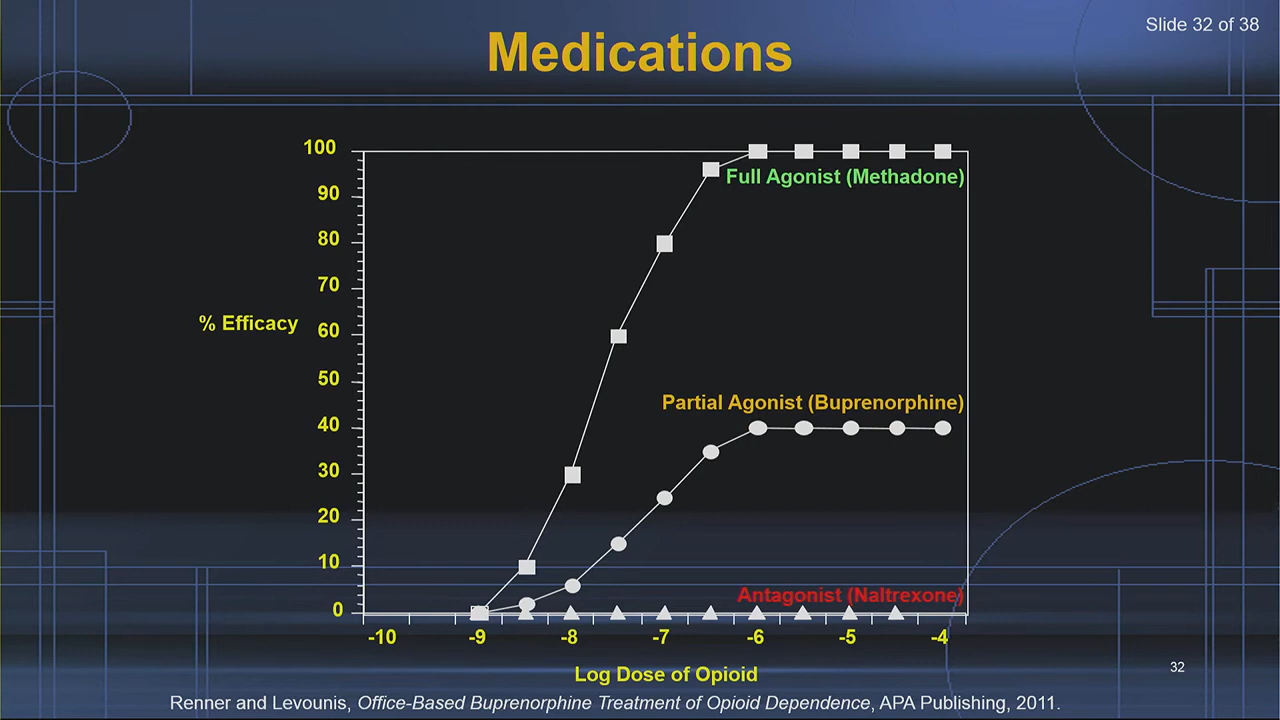 Slide 32 of 38
Medications
100
90
80
70
60
50
40
30
20
10
0
% Efficacy
Full Agonist (Methadone)
Partial Agonist (Buprenorphine)
Antagonist (Naltrexone)
-10 -9 -8 -7 -6 -5 -4
Log Dose of Opioid
32
Renner and Levounis, Office-Based Buprenorphine Treatment of Opioid Dependence, APA Publishing, 2011.